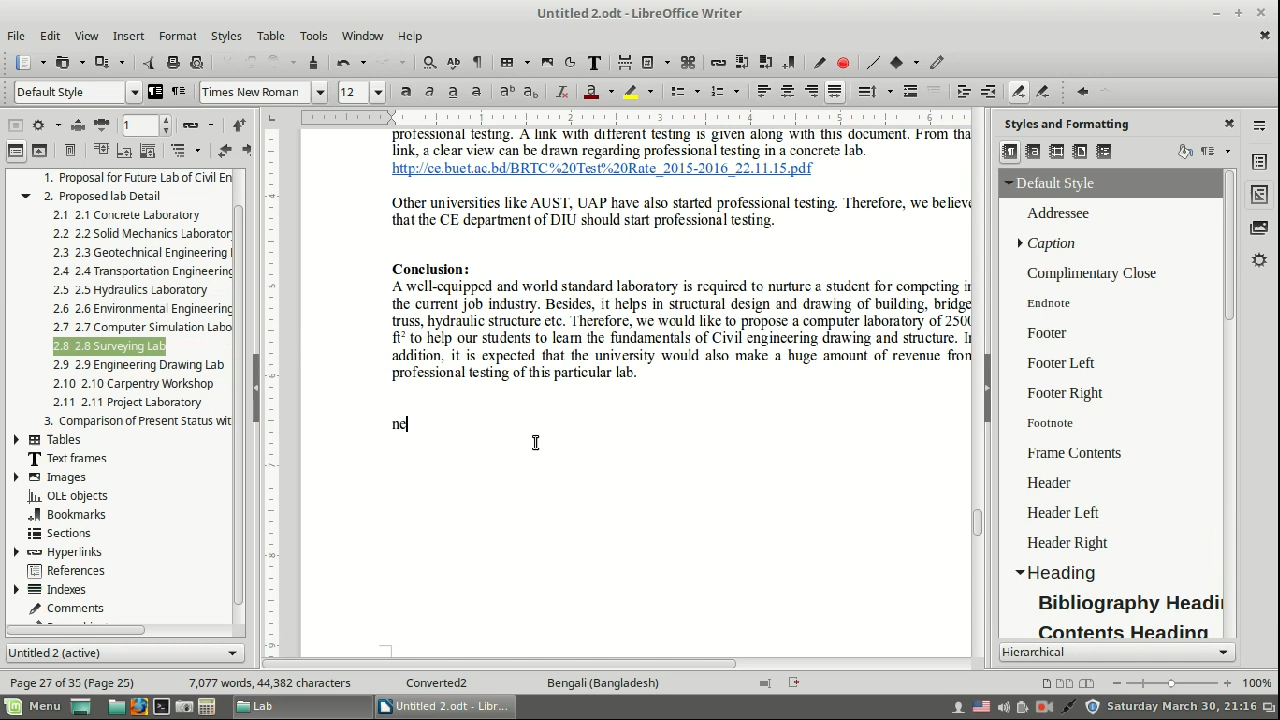 Untitled 2.odt - LibreOffice Writer
File Edit View Insert Format Styles Table Tools Window Help
Default Style Times New Roman 12
1
Styles and Formatting
1. Proposal for Future Lab of Civil En
2. Proposed lab Detail
2.1 2.1 Concrete Laboratory
2.2 2.2 Solid Mechanics Laborator
2.3 2.3 Geotechnical Engineering
2.4 2.4 Transportation Engineering
2.5 2.5 Hydraulics Laboratory
2.6 2.6 Environmental Engineering
2.7 2.7 Computer Simulation Labo
2.8 2.8 Surveying Lab
2.9 2.9 Engineering Drawing Lab
2.10 2.10 Carpentry Workshop
2.11 2.11 Project Laboratory
3. Comparison of Present Status wit
Tables
Text frames
Images
OLE objects
Bookmarks
Sections
Hyperlinks
References
Indexes
Comments
Untitled 2 (active)
professional testing. A link with different testing is given along with this document. From tha
link, a clear view can be drawn regarding professional testing in a concrete lab.
http://ce.buet.ac.bd/BRTC%20Test%20Rate_2015-2016_22.11.15.pdf
Other universities like AUST, UAP have also started professional testing. Therefore, we believe
that the CE department of DIU should start professional testing.
Conclusion:
A well-equipped and world standard laboratory is required to nurture a student for competing in
the current job industry. Besides, it helps in structural design and drawing of building, bridge
truss, hydraulic structure etc. Therefore, we would like to propose a computer laboratory of 2500
ft² to help our students to learn the fundamentals of Civil engineering drawing and structure. In
addition, it is expected that the university would also make a huge amount of revenue from
professional testing of this particular lab.
ne
Default Style
Addressee
Caption
Complimentary Close
Endnote
Footer
Footer Left
Footer Right
Footnote
Frame Contents
Header
Header Left
Header Right
Heading
Bibliography Headin
Contents Heading
Hierarchical
Page 27 of 35 (Page 25) 7,077 words, 44,382 characters Converted2 Bengali (Bangladesh) 100%
Menu Lab Untitled 2.odt - Libr... Saturday March 30, 21:16